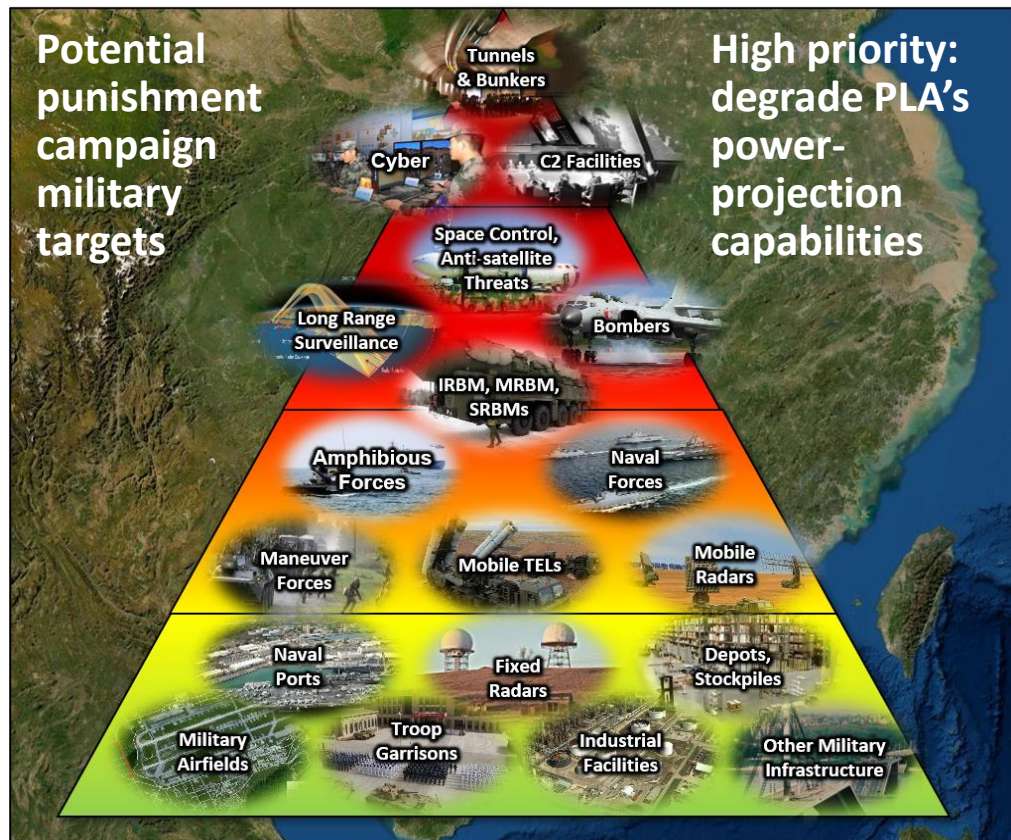 Potential
punishment
campaign
military
targets
High priority:
degrade PLA's
power-
projection
capabilities
Tunnels
& Bunkers
Cyber
C2 Facilities
Space Control,
Anti-satellite
Threats
Long Range
Surveillance
Bombers
IRBM, MRBM,
SRBMs
Amphibious
Forces
Naval
Forces
Maneuver
Forces
Mobile TELs
Mobile
Radars
Naval
Ports
Fixed
Radars
Depots,
Stockpiles
Military
Airfields
Troop
Garrisons
Industrial
Facilities
Other Military
Infrastructure